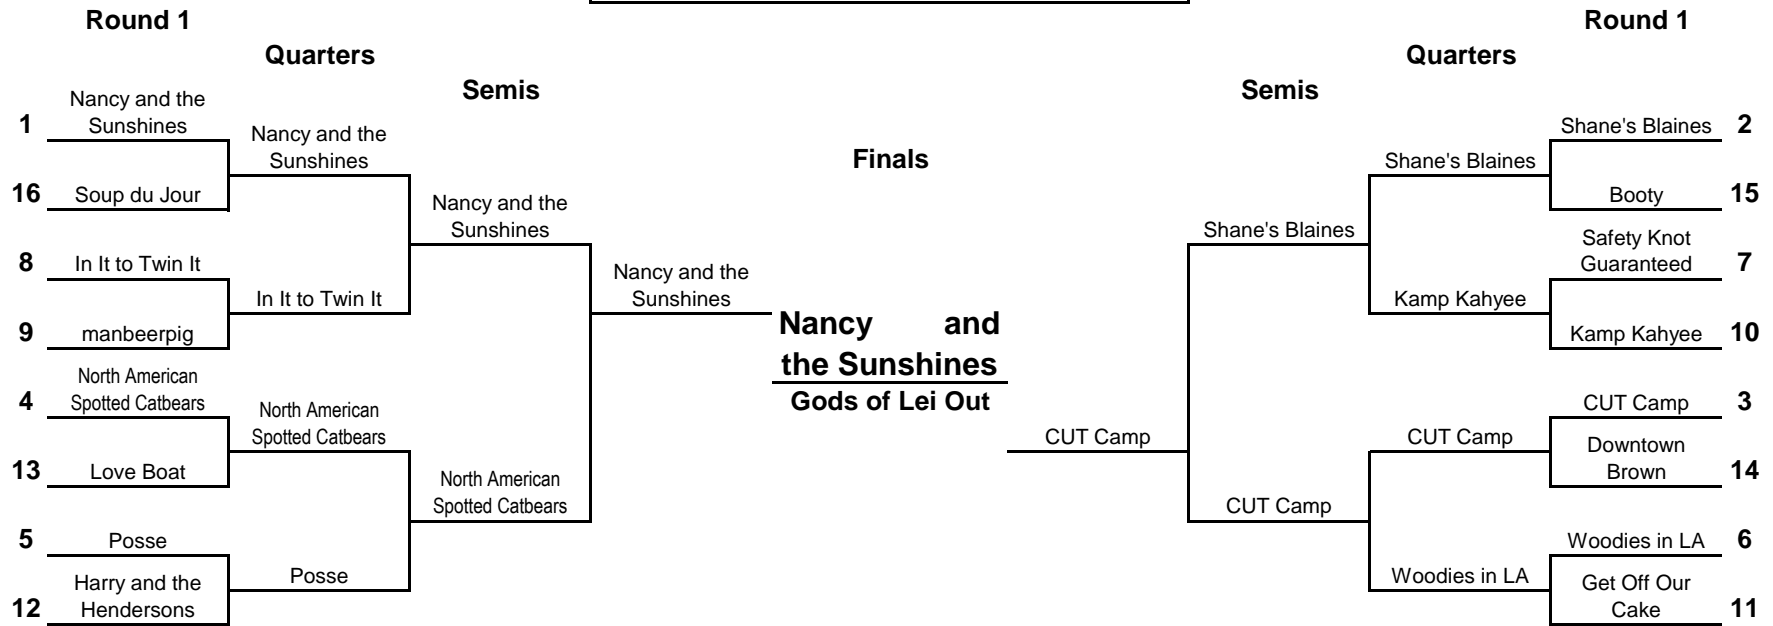 Round 1
Round 1
Quarters
Quarters
Semis
Semis
Finals
Nancy and the
1 Sunshines
Nancy and the
Sunshines
16 Soup du Jour
Nancy and the
Sunshines
8 In It to Twin It
In It to Twin It
9 manbeerpig
Nancy and the
Sunshines
North American
4 Spotted Catbears
North American
Spotted Catbears
13 Love Boat
North American
Spotted Catbears
5 Posse
Posse
Harry and the
12 Hendersons
Nancy and
the Sunshines
Gods of Lei Out
Shane's Blaines 2
Shane's Blaines
Booty 15
Shane's Blaines
Safety Knot
Guaranteed 7
Kamp Kahyee
Kamp Kahyee 10
CUT Camp
CUT Camp 3
CUT Camp
Downtown
Brown 14
CUT Camp
Woodies in LA 6
Woodies in LA
Get Off Our
Cake 11